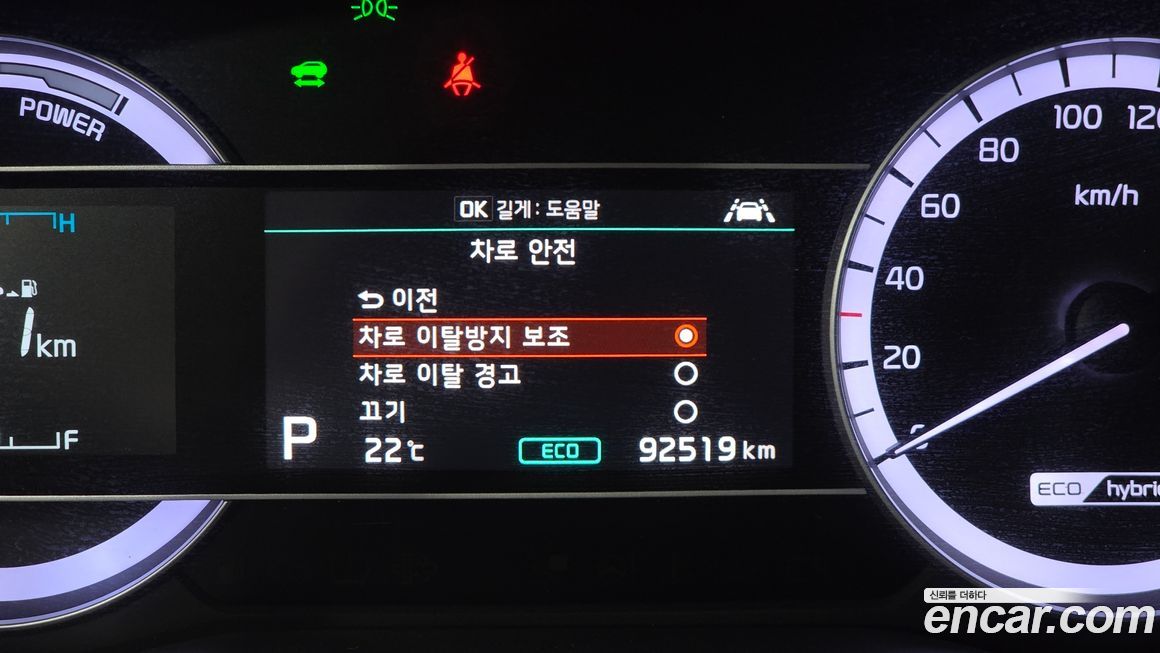 POWER
H
km
F
OK 길게 : 도움말
차로 안전
이전
차로 이탈방지 보조
차로 이탈 경고
끄기
P
22℃
ECO
92519 km
100
80
60
40
20
km/h
ECO
신뢰를 더하다
encar.com